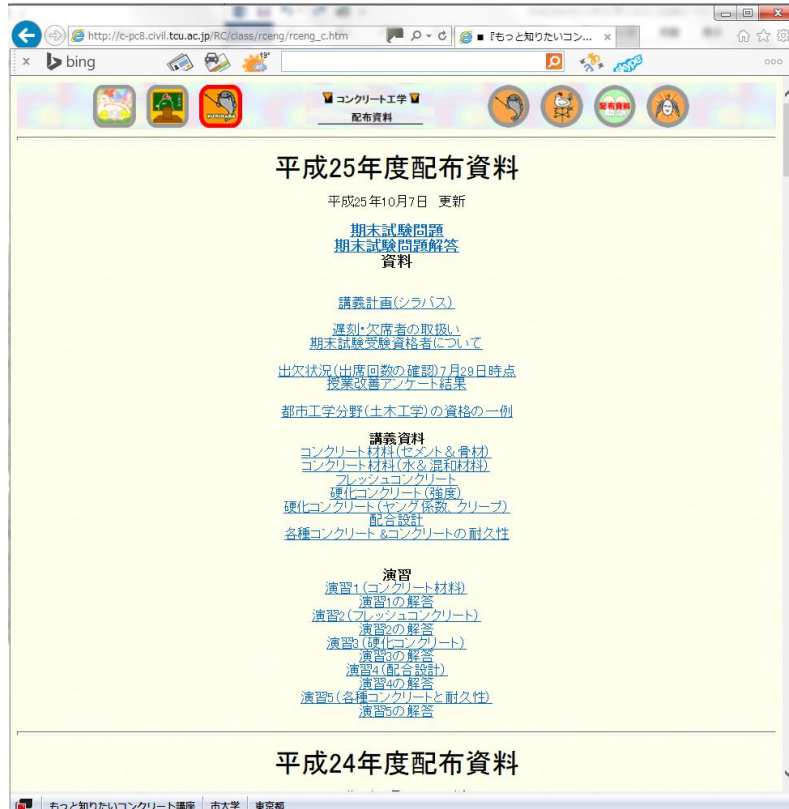 http://c-pc8.civil.tcu.ac.jp/RC/class/rceng/rceng_c.htm
■『もっと知りたいコン...
bing
19°
コンクリート工学
配布資料
配布資料
平成25年度配布資料
平成25年10月7日 更新
期末試験問題
期末試験問題解答
資料
講義計画(シラバス)
遅刻・欠席者の取扱い
期末試験受験資格者について
出欠状況(出席回数の確認)7月29日時点
授業改善アンケート結果
都市工学分野(土木工学)の資格の一例
講義資料
コンクリート材料(セメント&骨材)
コンクリート材料(水&混和材料)
フレッシュコンクリート
硬化コンクリート(強度)
硬化コンクリート(ヤング係数、クリープ)
配合設計
各種コンクリート&コンクリートの耐久性
演習
演習1(コンクリート材料)
演習1の解答
演習2(フレッシュコンクリート)
演習2の解答
演習3(硬化コンクリート)
演習3の解答
演習4(配合設計)
演習4の解答
演習5(各種コンクリートと耐久性)
演習5の解答
平成24年度配布資料
もっと知りたいコンクリート講座 市大学 東京都